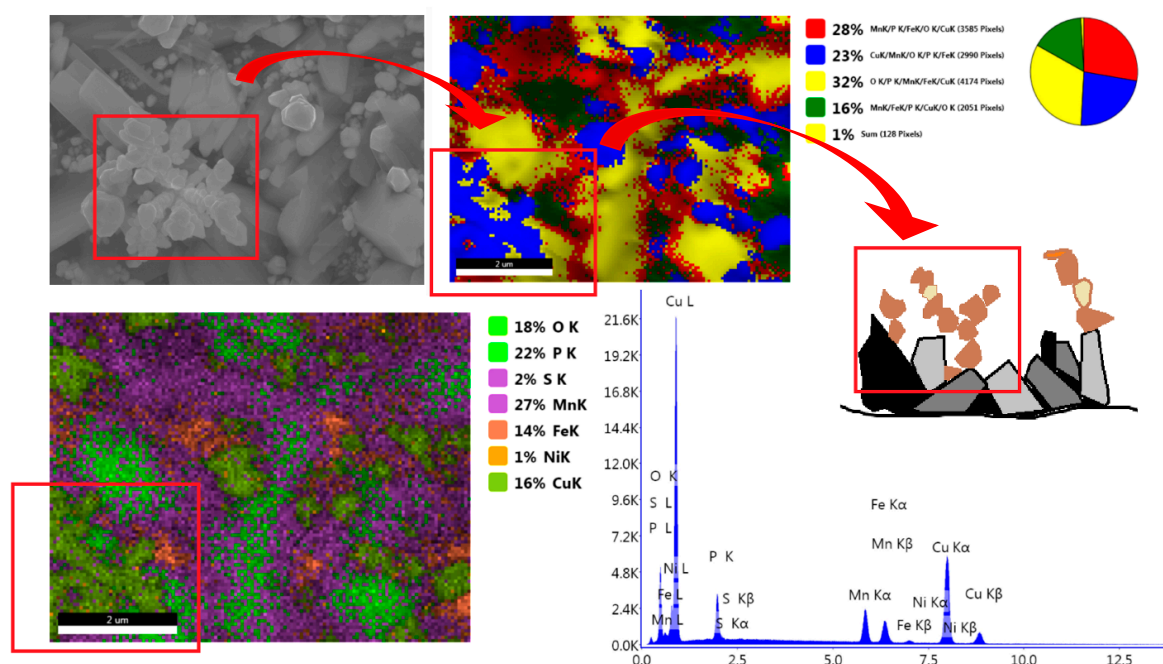 28% MnK/P K/FeK/O K/CuK (3585 Pixels)
23% CuK/MnK/O K/P K/FeK (2990 Pixels)
32% O K/P K/MnK/FeK/CuK (4174 Pixels)
16% MnK/FeK/P K/CuK/O K (2051 Pixels)
1% Sum (128 Pixels)
2 um
18% O K
22% P K
2% S K
27% MnK
14% FeK
1% NiK
16% CuK
2 um
Cu L
21.6K
19.2K
16.8K
14.4K
12.0K
9.6K
7.2K
4.8K
2.4K
0.0K
O K
S L
P L
Ni L
Fe L
Mn L
P K
S Kβ
S Kα
Fe Kα
Mn Kβ
Cu Kα
Mn Kα
Ni Kα
Cu Kβ
Fe Kβ
Ni Kβ
0.0
2.5
5.0
7.5
10.0
12.5